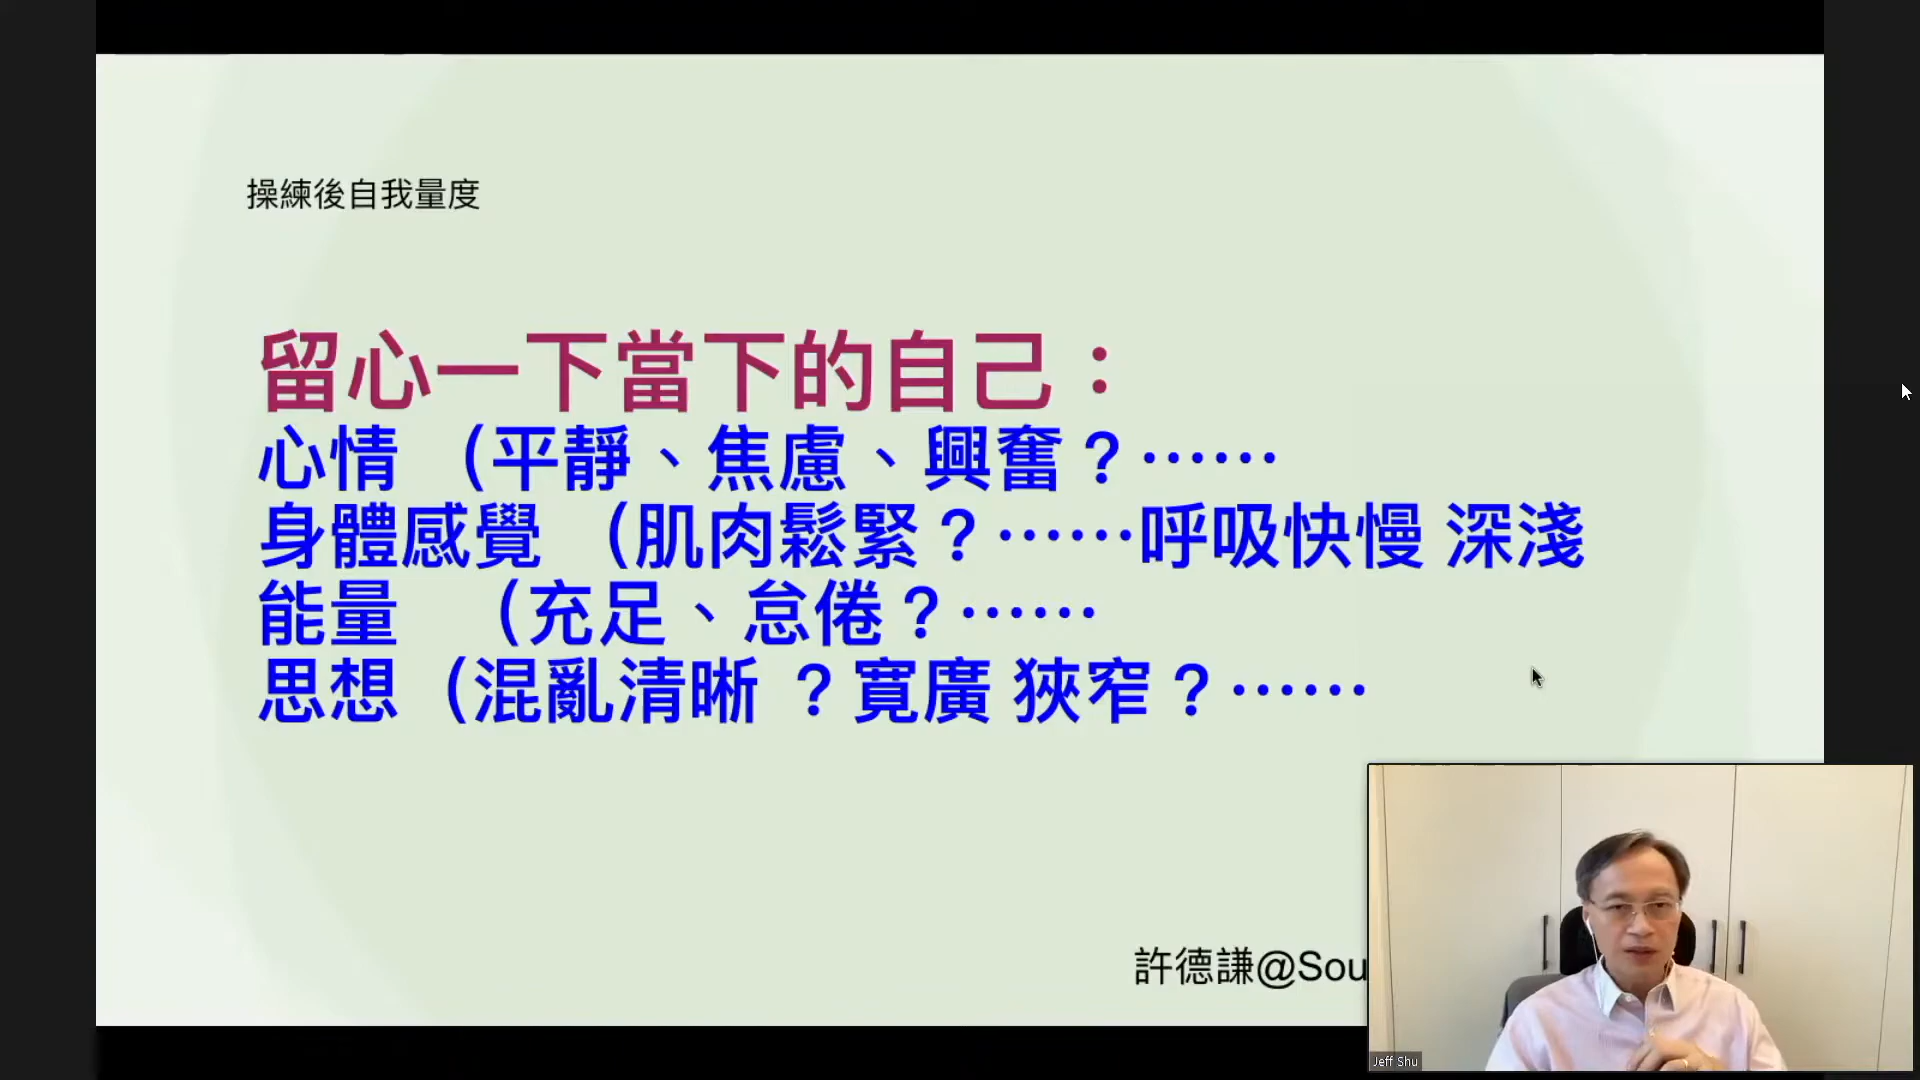 操練後自我量度
留心一下當下的自己：
心情 （平靜、焦慮、興奮？……
身體感覺 （肌肉鬆緊？……呼吸快慢 深淺
能量 （充足、怠倦？……
思想（混亂清晰 ？寬廣 狹窄？……
許德謙@Sou
Jeff Shu